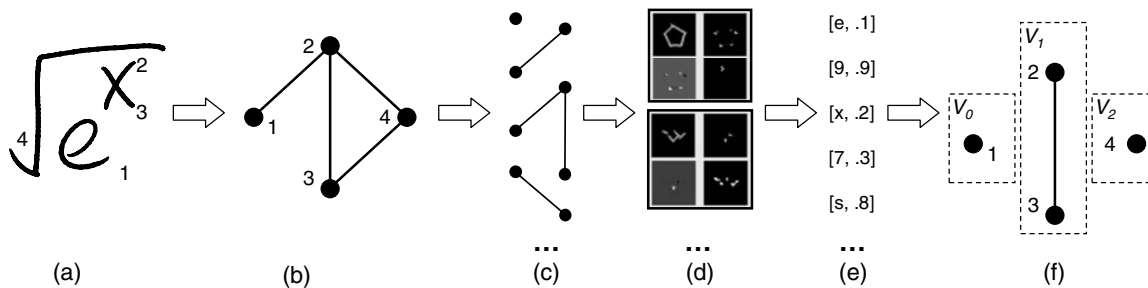 √e^x
4
2
3
1
2
1
4
3
...
...
[e, .1]
[9, .9]
[x, .2]
[7, .3]
[s, .8]
...
V₀
1
V₁
2
3
V₂
4
(a) (b) (c) (d) (e) (f)